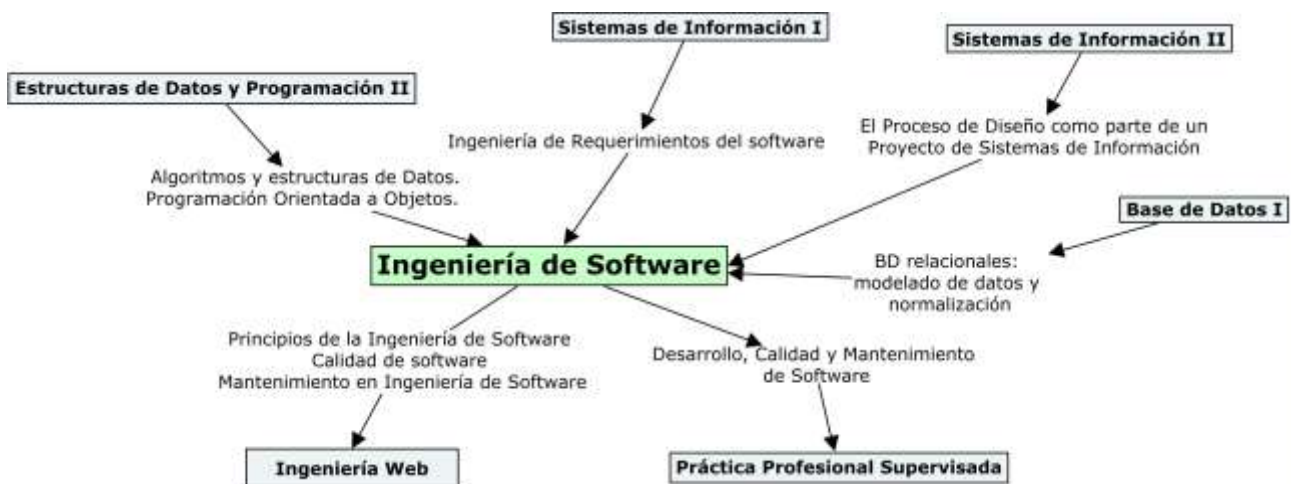 Sistemas de Información I
Sistemas de Información II
Estructuras de Datos y Programación II
Ingeniería de Requerimientos del software
El Proceso de Diseño como parte de un
Proyecto de Sistemas de Información
Algoritmos y estructuras de Datos.
Programación Orientada a Objetos.
Base de Datos I
Ingeniería de Software
BD relacionales:
modelado de datos y
normalización
Principios de la Ingeniería de Software
Calidad de software
Mantenimiento en Ingeniería de Software
Desarrollo, Calidad y Mantenimiento
de Software
Ingeniería Web
Práctica Profesional Supervisada